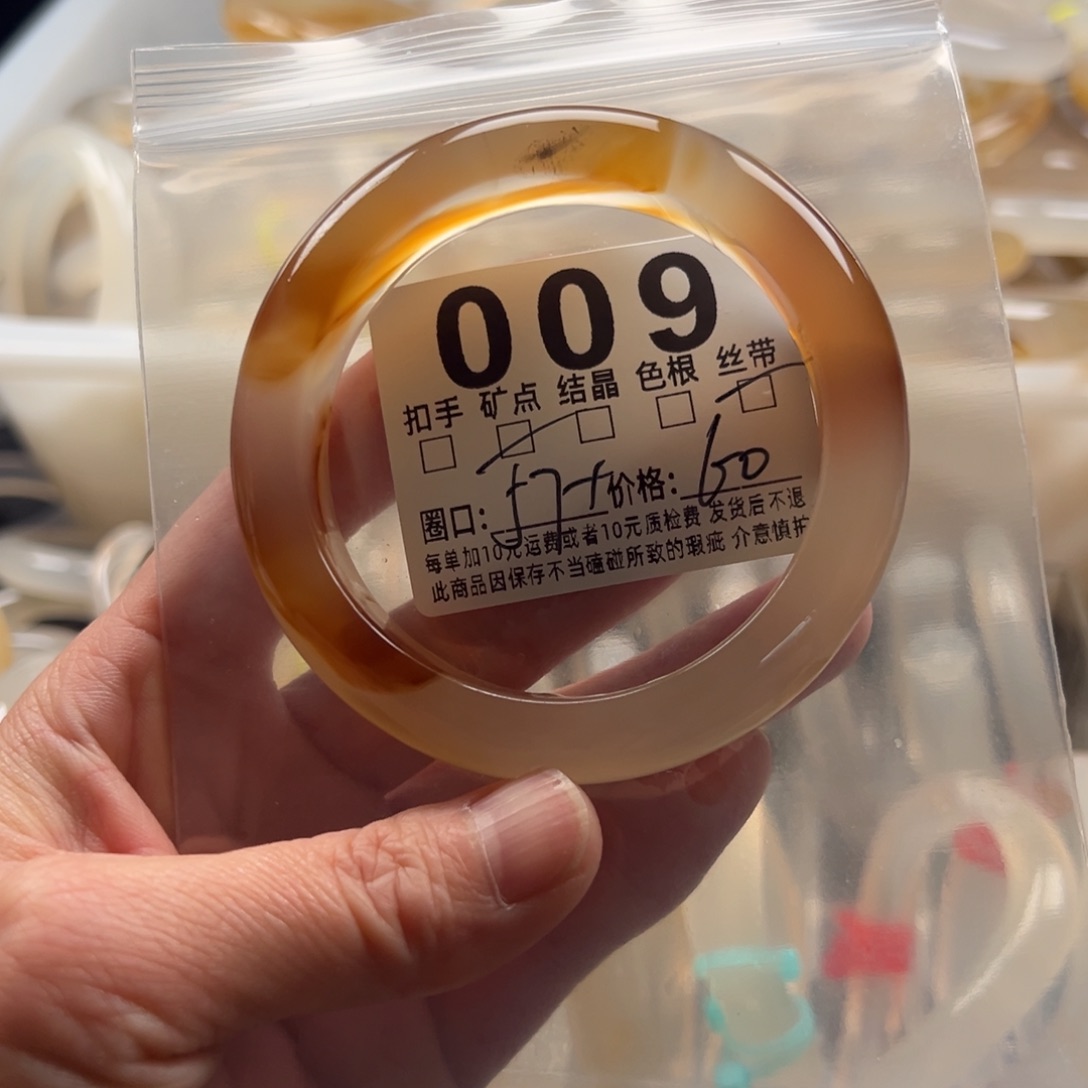 009
扣手 矿点 结晶 色根 丝带
圈口: 价格: 60
每单加10元运费或者10元质检费 发货后不退
此商品因保存不当磕碰所致的瑕疵 介意慎拍